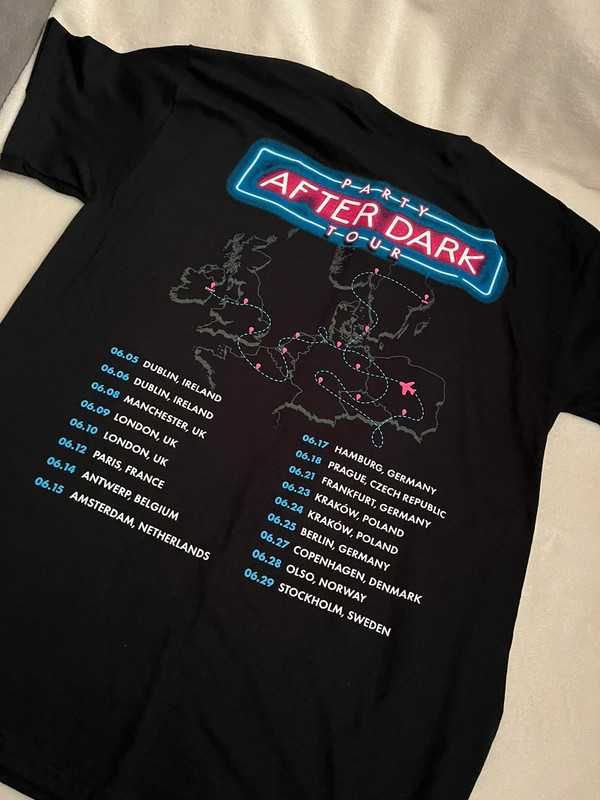 PARTY
AFTER DARK
TOUR
06.05 DUBLIN, IRELAND
06.06 DUBLIN, IRELAND
06.08 MANCHESTER, UK
06.09 LONDON, UK
06.10 LONDON, UK
06.12 PARIS, FRANCE
06.14 ANTWERP, BELGIUM
06.15 AMSTERDAM, NETHERLANDS
06.17 HAMBURG, GERMANY
06.18 PRAGUE, CZECH REPUBLIC
06.21 FRANKFURT, GERMANY
06.23 KRAKÓW, POLAND
06.24 KRAKÓW, POLAND
06.25 BERLIN, GERMANY
06.27 COPENHAGEN, DENMARK
06.28 OLSO, NORWAY
06.29 STOCKHOLM, SWEDEN